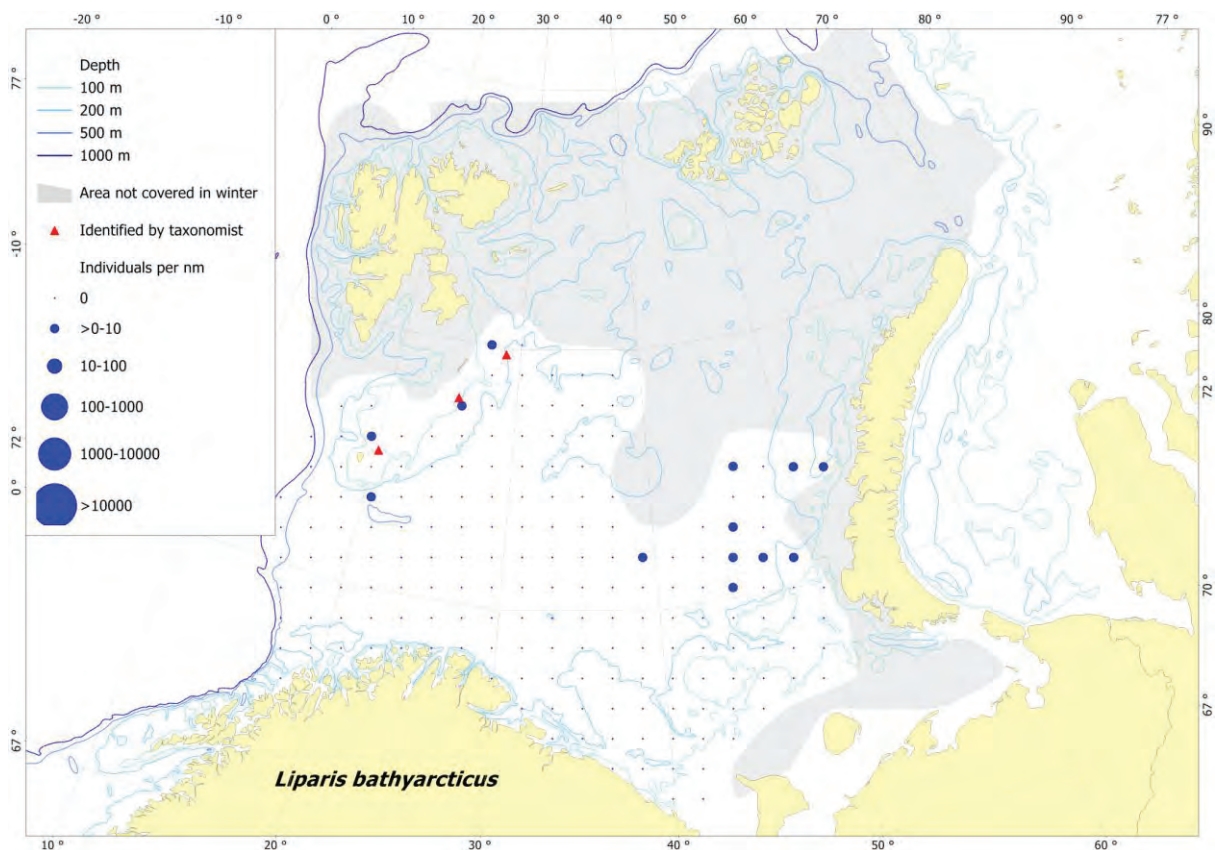 -20 ° -10 ° 0 ° 10 ° 20 ° 30 ° 40 ° 50 ° 60 ° 70 ° 80 ° 90 ° 77 °
77 °
-10 °
72 °
0 °
67 °
Depth
100 m
200 m
500 m
1000 m
Area not covered in winter
Identified by taxonomist
Individuals per nm
0
>0-10
10-100
100-1000
1000-10000
>10000
90 °
80 °
72 °
70 °
67 °
Liparis bathyarcticus
10 ° 20 ° 30 ° 40 ° 50 ° 60 °